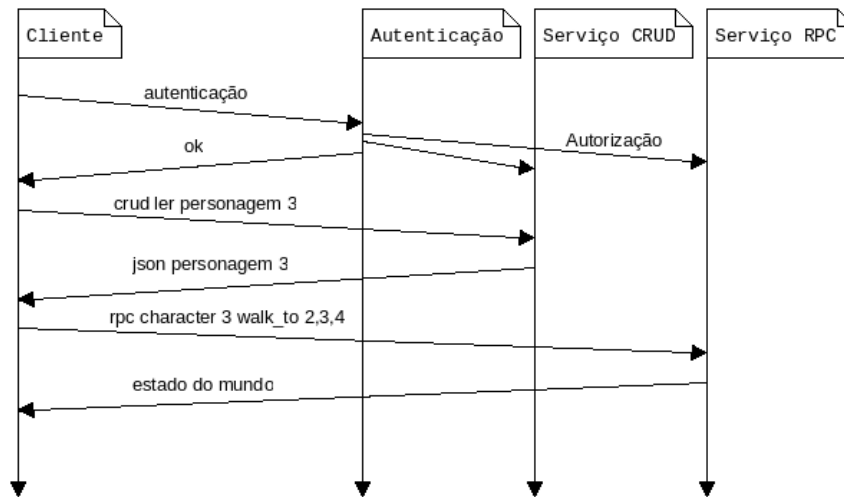 Cliente
Autenticação
Serviço CRUD
Serviço RPC
autenticação
Autorização
ok
crud ler personagem 3
json personagem 3
rpc character 3 walk_to 2,3,4
estado do mundo